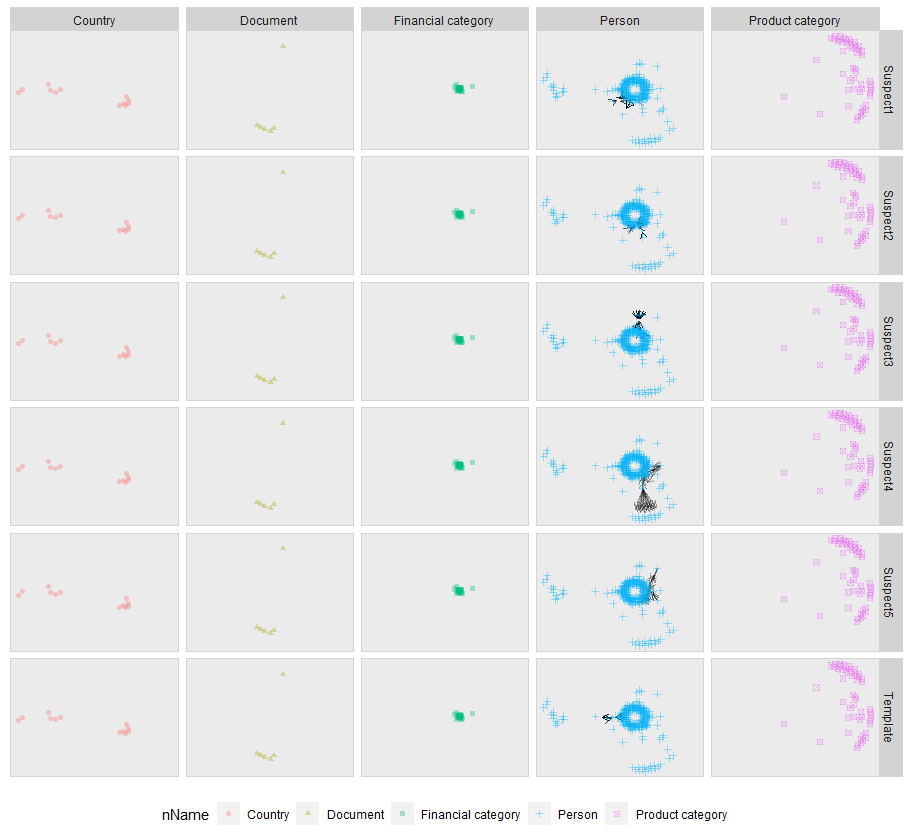 Country Document Financial category Person Product category
Suspect1
Suspect2
Suspect3
Suspect4
Suspect5
Template
nName Country Document Financial category Person Product category